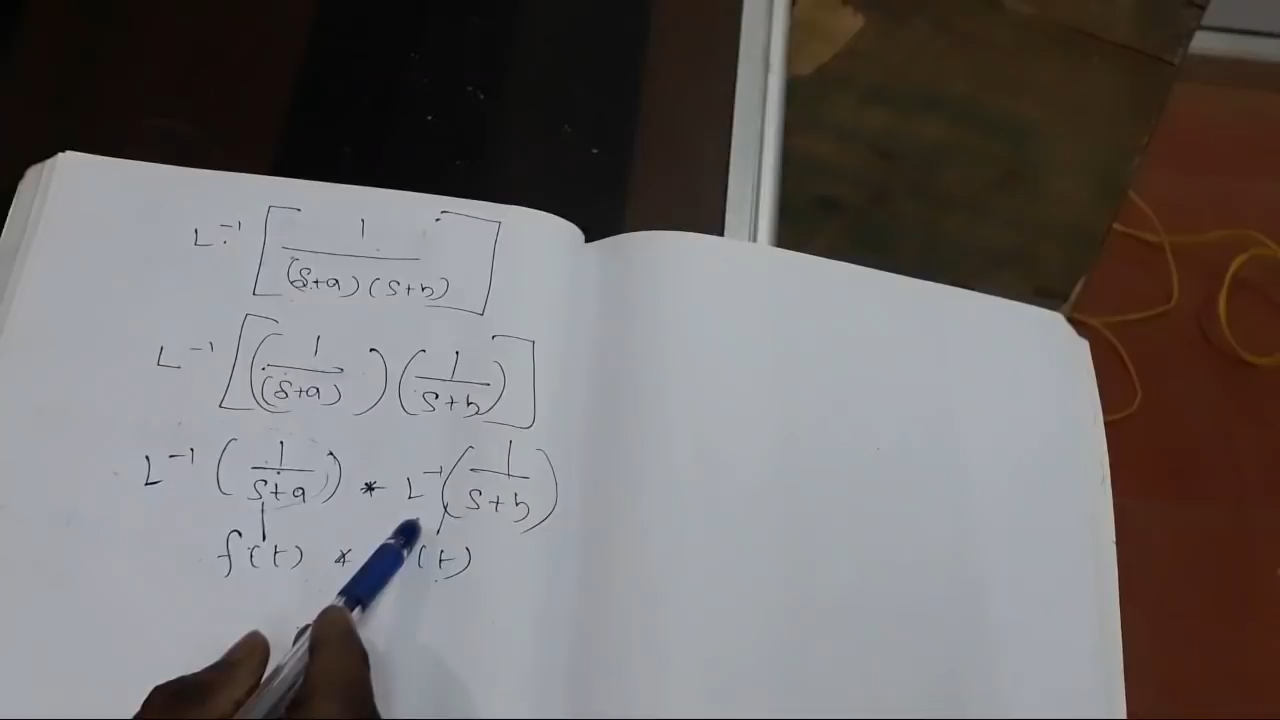 L⁻¹ [ 1 / (s+a)(s+b) ]
L⁻¹ [ ( 1 / (s+a) ) ( 1 / s+b ) ]
L⁻¹ ( 1 / s+a ) * L⁻¹ ( 1 / s+b )
f(t) * (t)